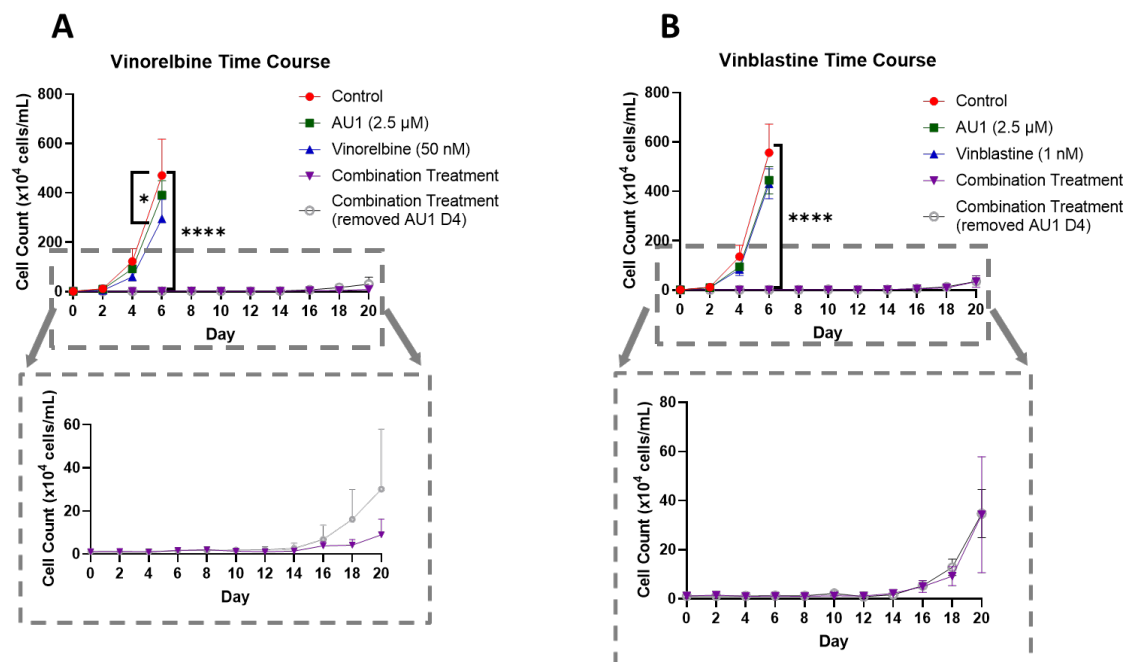 A
Vinorelbine Time Course
Cell Count (x10⁴ cells/mL)
800
600
400
200
0
0 2 4 6 8 10 12 14 16 18 20
Day
*
****
Control
AU1 (2.5 µM)
Vinorelbine (50 nM)
Combination Treatment
Combination Treatment
(removed AU1 D4)
Cell Count (x10⁴ cells/mL)
60
40
20
0
0 2 4 6 8 10 12 14 16 18 20
Day
B
Vinblastine Time Course
Cell Count (x10⁴ cells/mL)
800
600
400
200
0
0 2 4 6 8 10 12 14 16 18 20
Day
****
Control
AU1 (2.5 µM)
Vinblastine (1 nM)
Combination Treatment
Combination Treatment
(removed AU1 D4)
Cell Count (x10⁴ cells/mL)
80
60
40
20
0
0 2 4 6 8 10 12 14 16 18 20
Day